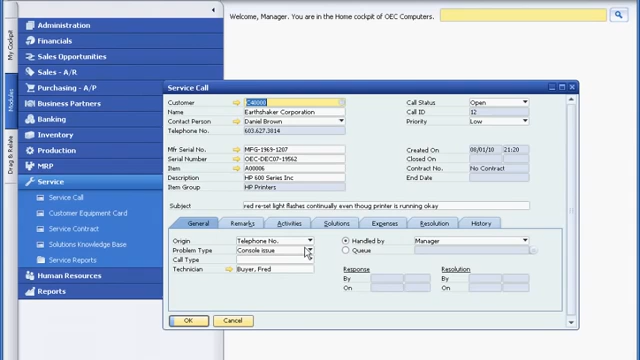 Welcome, Manager. You are in the Home cockpit of OEC Computers.
My Cockpit
Modules
Drag & Relate
Administration
Financials
Sales Opportunities
Sales - A/R
Purchasing - A/P
Business Partners
Banking
Inventory
Production
MRP
Service
Service Call
Customer Equipment Card
Service Contract
Solutions Knowledge Base
Service Reports
Human Resources
Reports
Service Call
Customer C40000
Name Earthshaker Corporation
Contact Person Daniel Brown
Telephone No. 603.627.3814
Call Status Open
Call ID 12
Priority Low
Mfr Serial No. MFG-1969-1207
Serial Number OEC-DEC07-19562
Item A00006
Description HP 600 Series Inc
Item Group HP Printers
Created On 08/01/10 21:20
Closed On
Contract No. No Contract
End Date
Subject red re-set light flashes continually even thoug printer is running okay
General Remarks Activities Solutions Expenses Resolution History
Origin Telephone No.
Problem Type Console Issue
Call Type
Technician Buyer, Fred
Handled by Manager
Queue
Response Resolution
By By
On On
OK Cancel